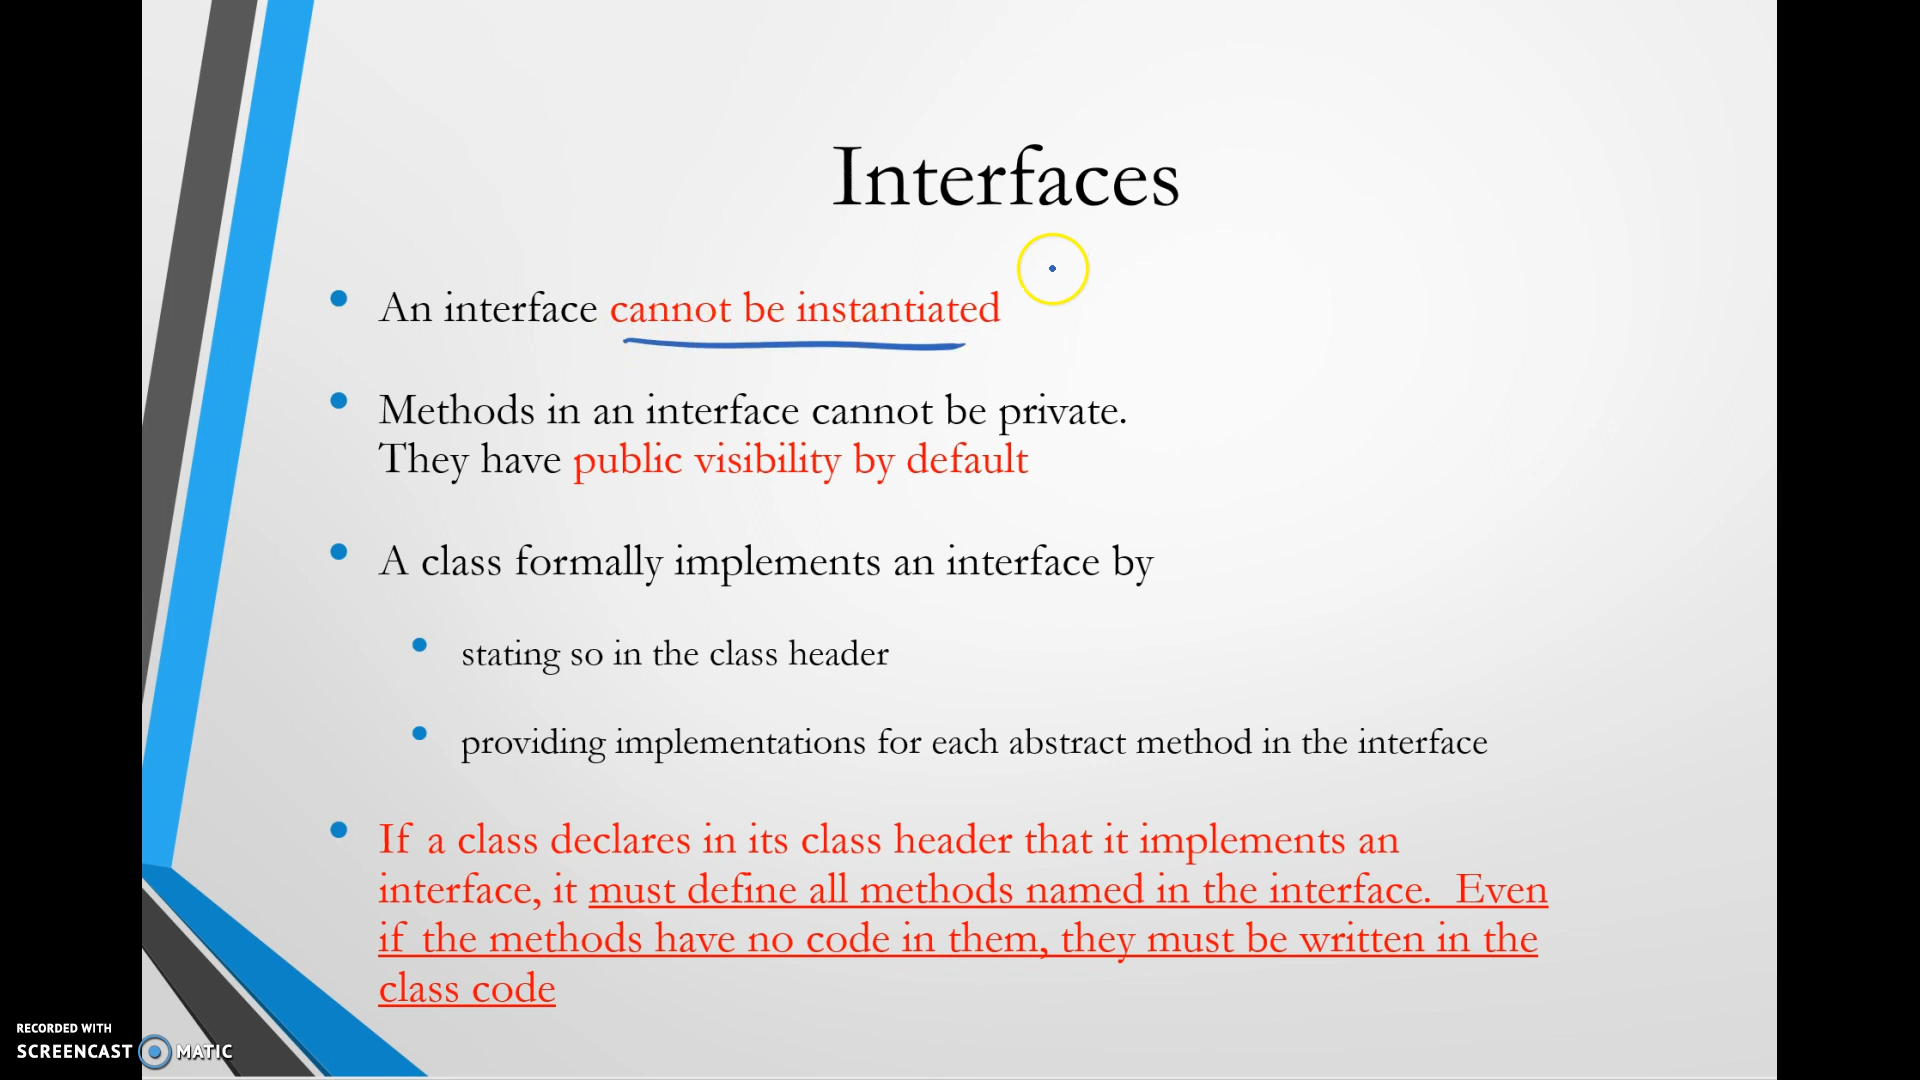 Interfaces
An interface cannot be instantiated
Methods in an interface cannot be private.
They have public visibility by default
A class formally implements an interface by
stating so in the class header
providing implementations for each abstract method in the interface
If a class declares in its class header that it implements an
interface, it must define all methods named in the interface. Even
if the methods have no code in them, they must be written in the
class code
RECORDED WITH
SCREENCAST MATIC